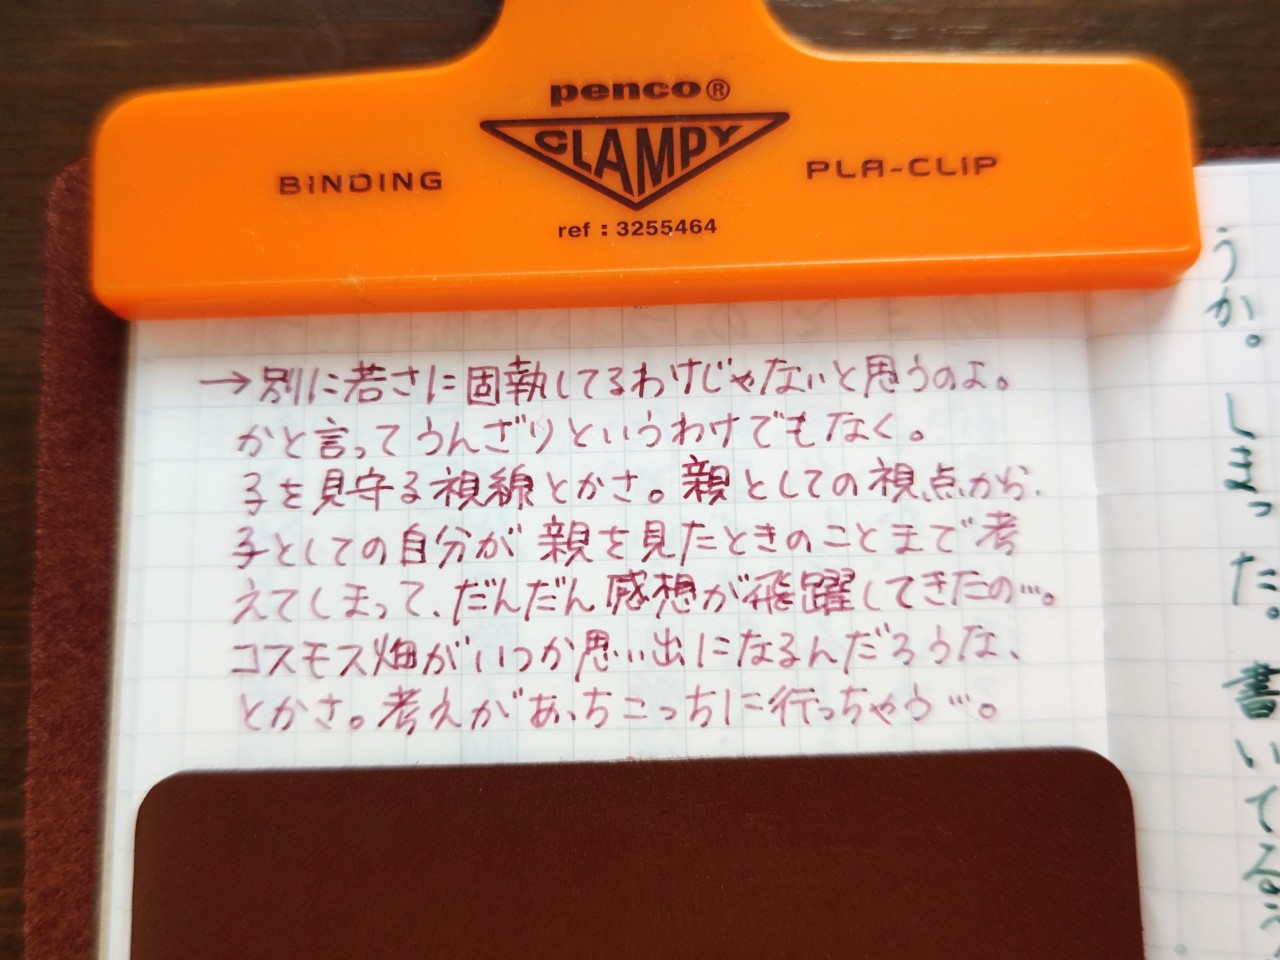 penco®
CLAMPY
BINDING
PLA-CLIP
ref : 3255464
→別に若さに固執してるわけじゃないと思うのよ。
かと言ってうんざりというわけでもなく。
子を見守る視線とかさ。親としての視点から、
子としての自分が親を見たときのことまで考
えてしまって、だんだん感想が飛躍してきたの…。
コスモス畑がいつか思い出になるんだろうな、
とかさ。考えがあっちこっちに行っちゃう…。
うか。しまった。書いてる